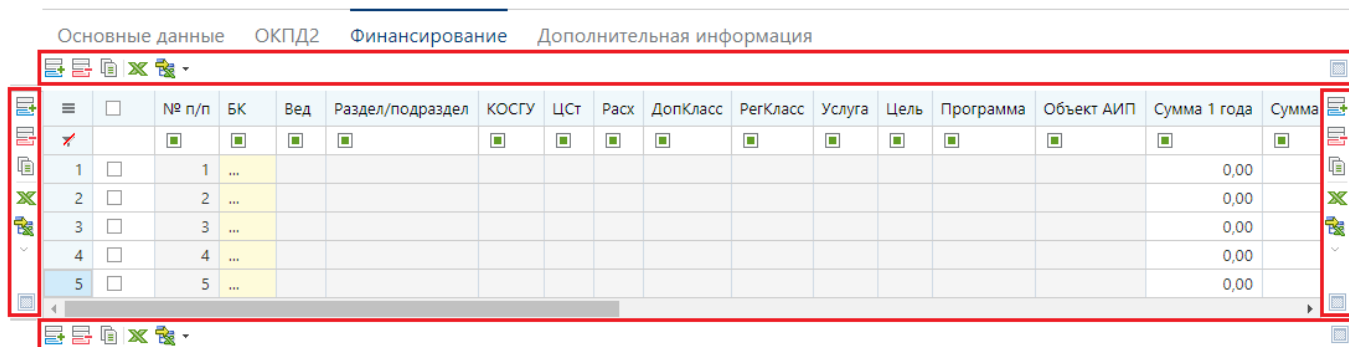 Основные данные ОКПД2 Финансирование Дополнительная информация
№ п/п БК Вед Раздел/подраздел КОСГУ ЦСт Расх ДопКласс РегКласс Услуга Цель Программа Объект АИП Сумма 1 года Сумма
1 1 ... 0,00
2 2 ... 0,00
3 3 ... 0,00
4 4 ... 0,00
5 5 ... 0,00